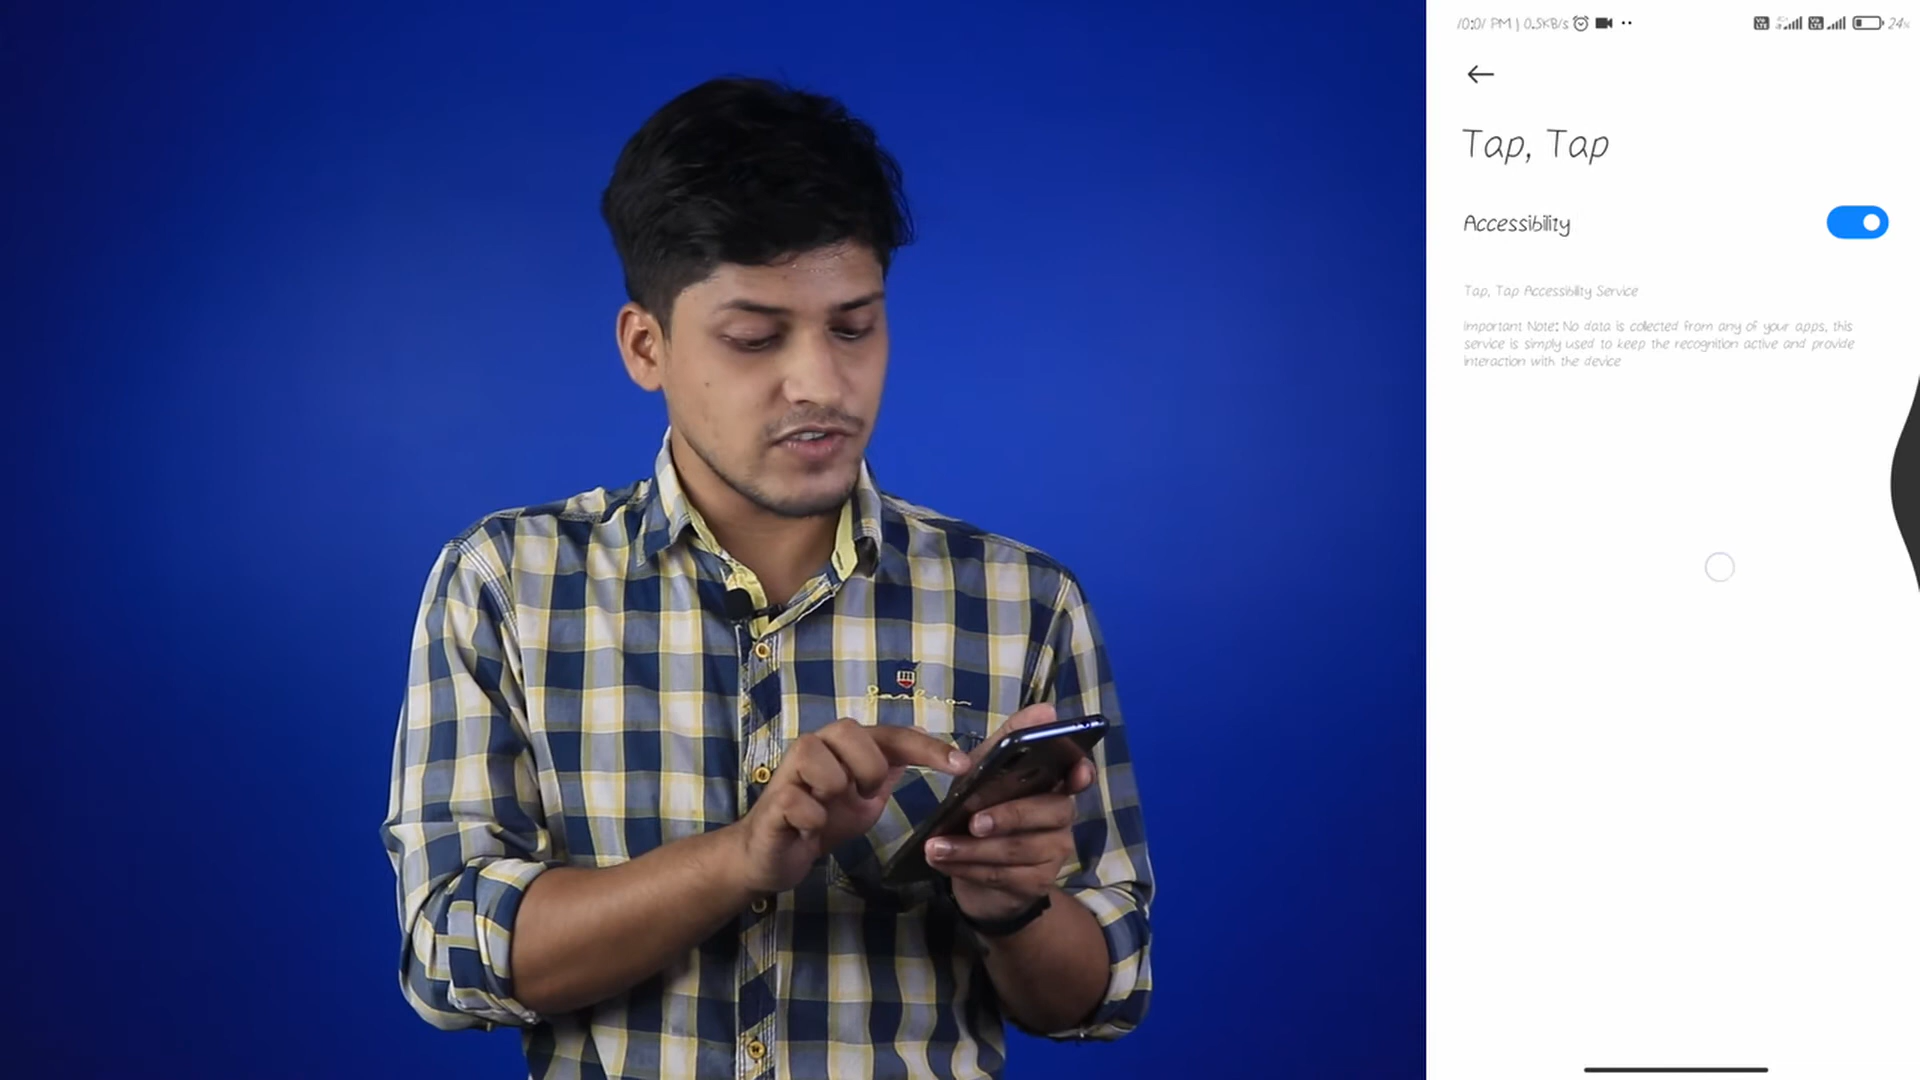 10:01 PM | 0.5KB/s
24%
Tap, Tap
Accessibility
Tap, Tap Accessibility Service
Important Note: No data is collected from any of your apps, this
service is simply used to keep the recognition active and provide
interaction with the device